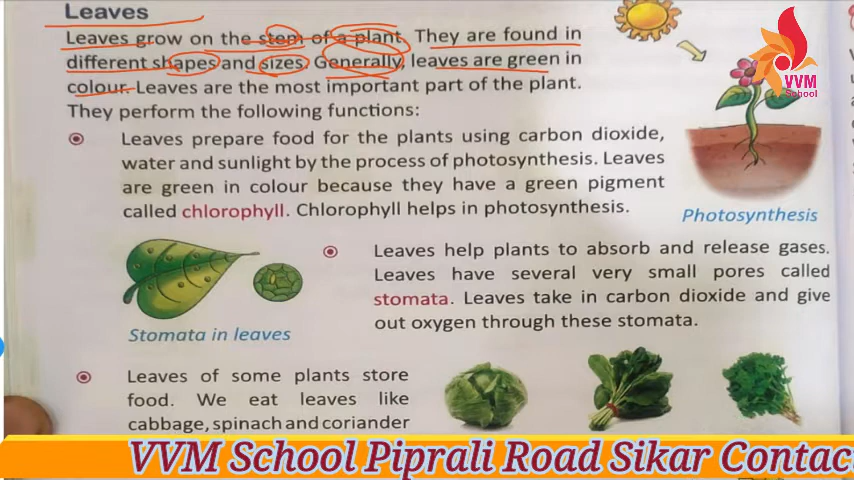 Leaves
Leaves grow on the stem of a plant. They are found in
different shapes and sizes. Generally, leaves are green in
colour. Leaves are the most important part of the plant.
They perform the following functions:
Leaves prepare food for the plants using carbon dioxide,
water and sunlight by the process of photosynthesis. Leaves
are green in colour because they have a green pigment
called chlorophyll. Chlorophyll helps in photosynthesis.
VVM
School
Photosynthesis
Leaves help plants to absorb and release gases.
Leaves have several very small pores called
stomata. Leaves take in carbon dioxide and give
out oxygen through these stomata.
Stomata in leaves
Leaves of some plants store
food. We eat leaves like
cabbage, spinach and coriander
VVM School Piprali Road Sikar Contac